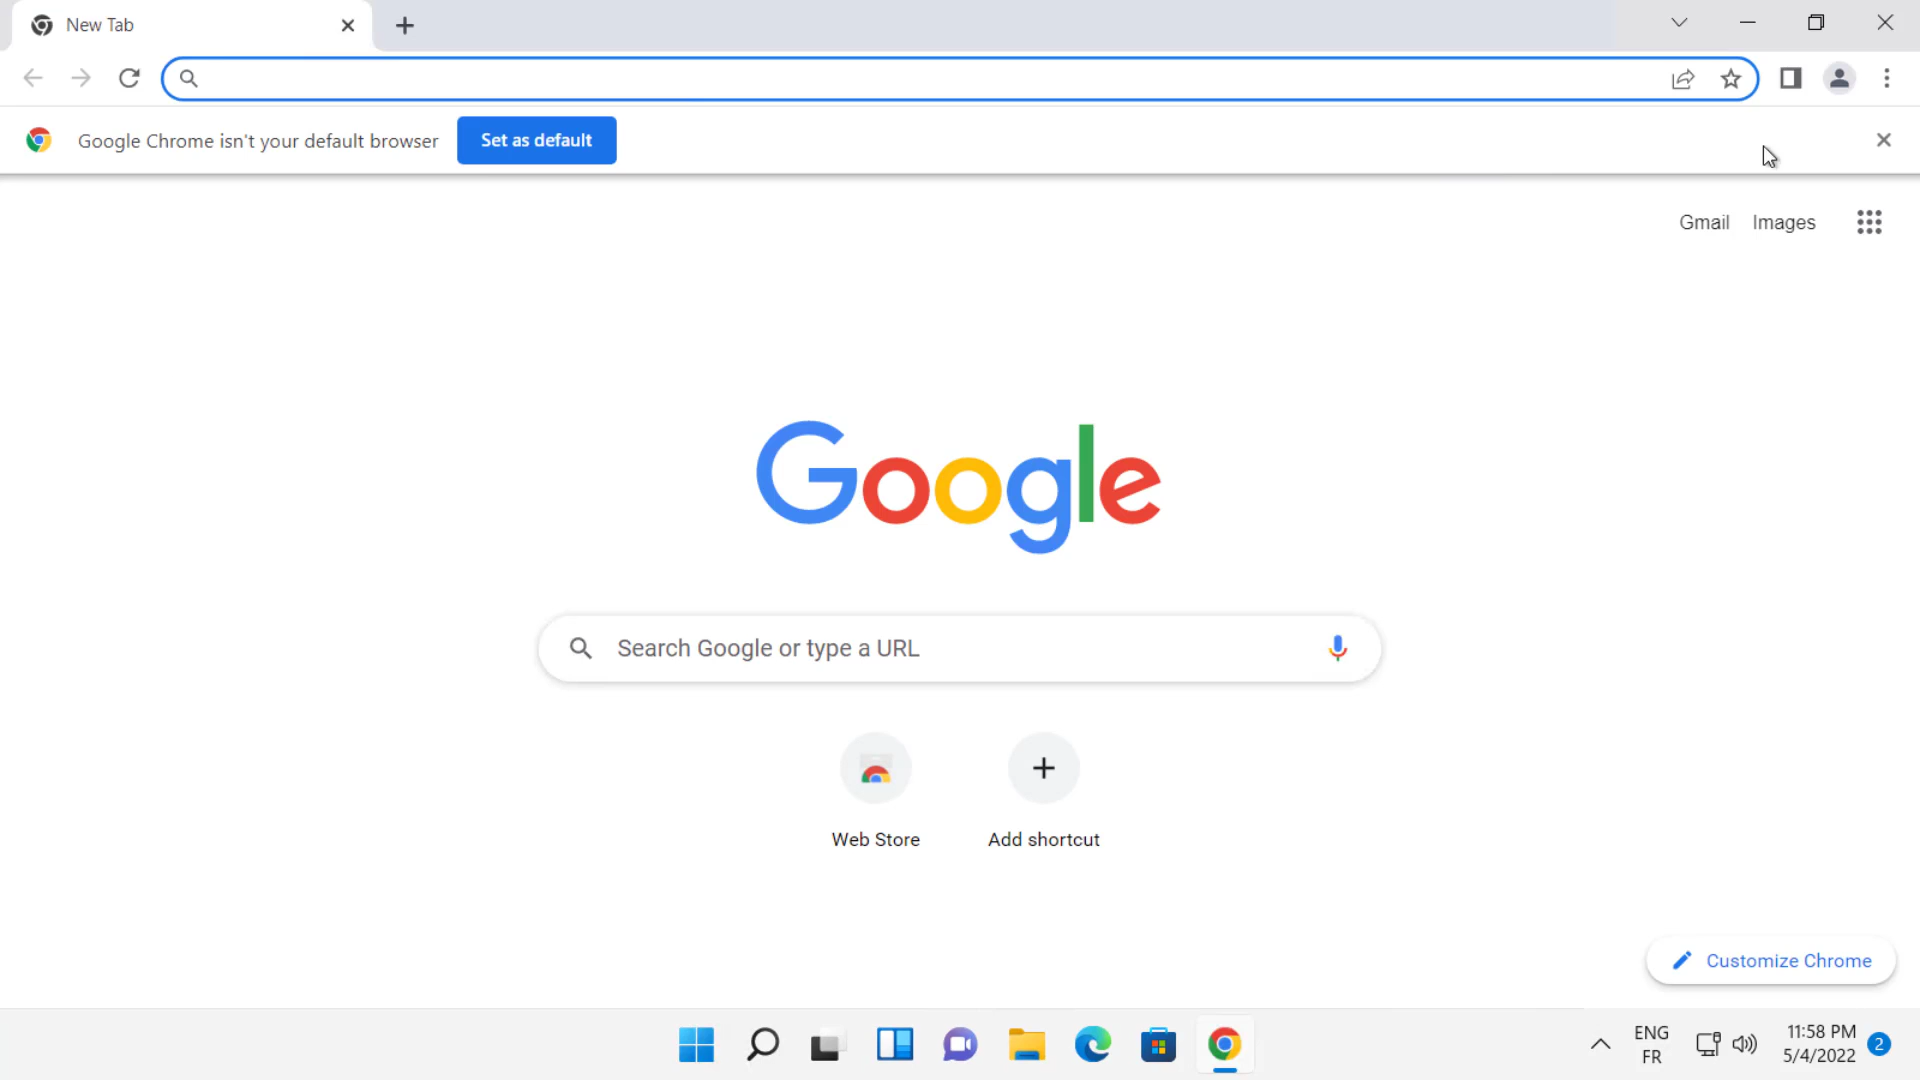 New Tab
Google Chrome isn't your default browser Set as default
Gmail Images
Google
Search Google or type a URL
Web Store Add shortcut
Customize Chrome
ENG 11:58 PM
FR 5/4/2022 2